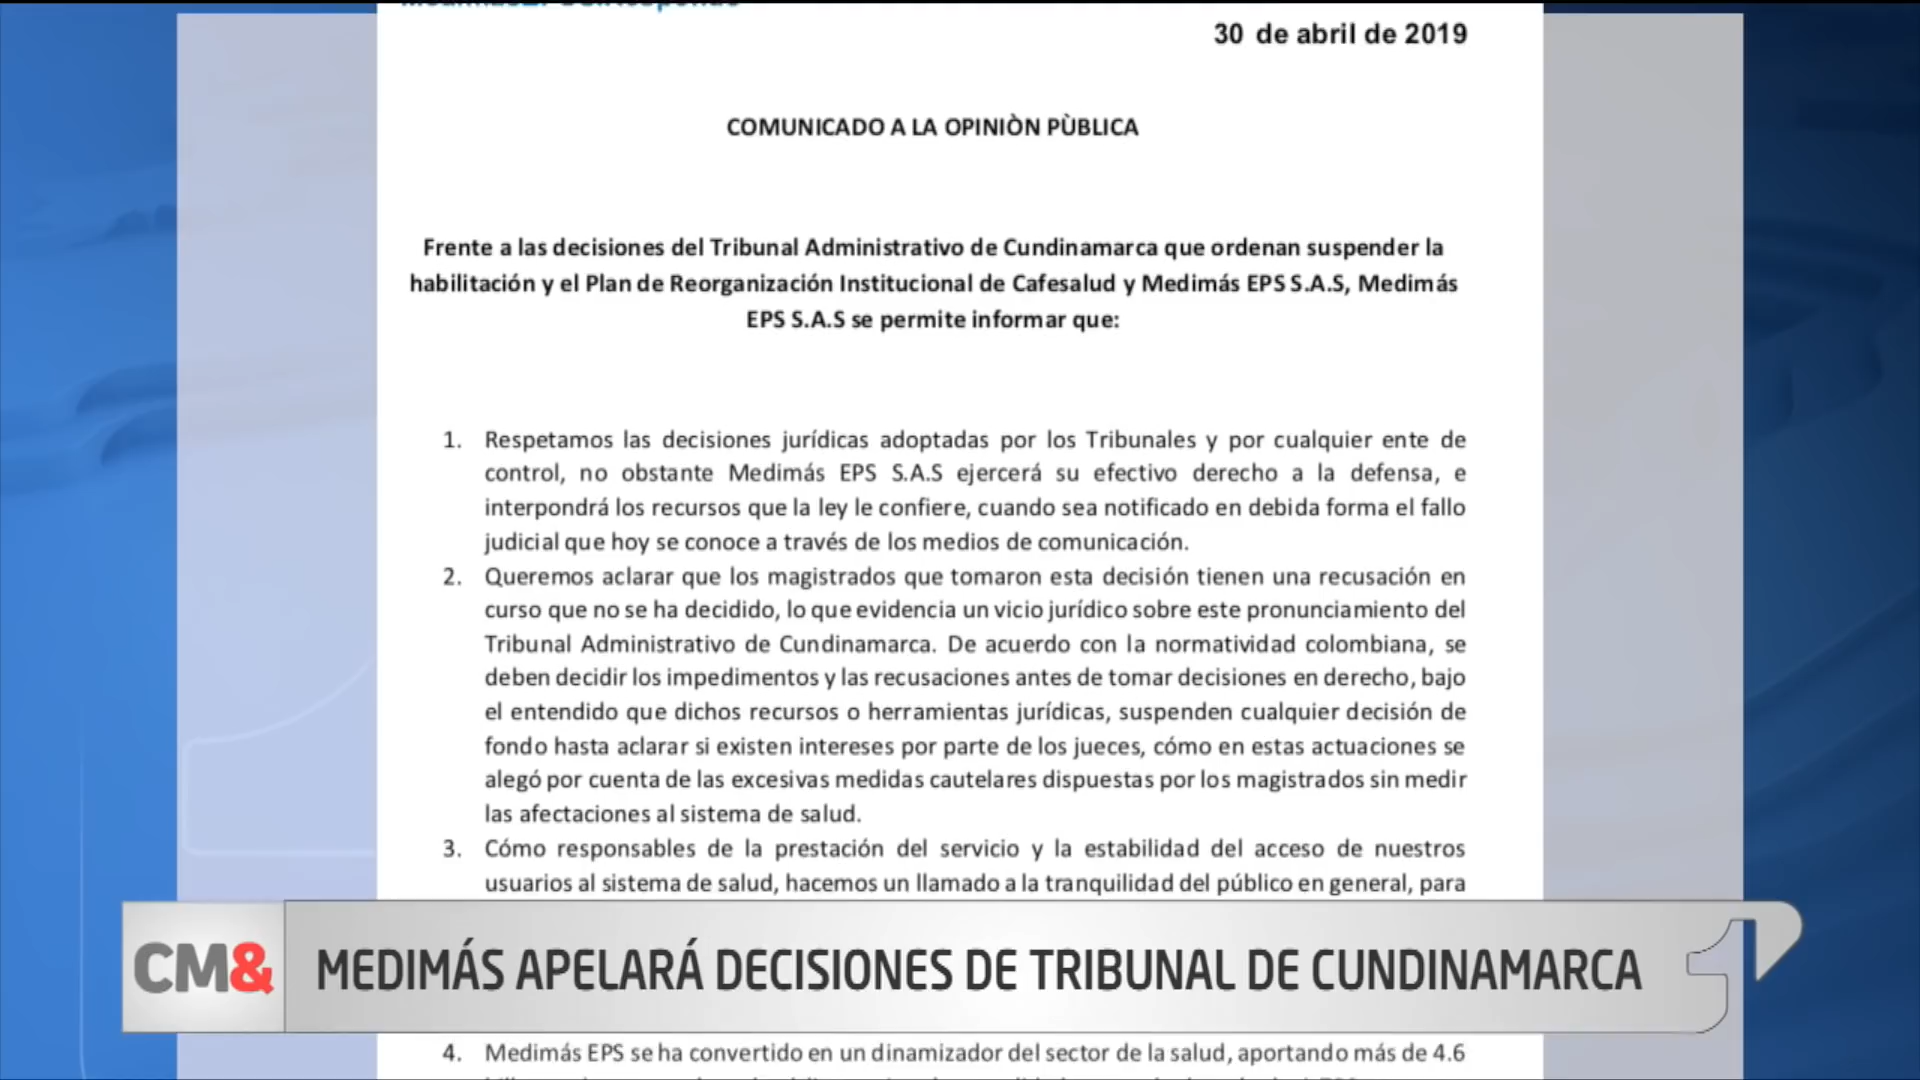 30 de abril de 2019
COMUNICADO A LA OPINIÒN PÙBLICA
Frente a las decisiones del Tribunal Administrativo de Cundinamarca que ordenan suspender la
habilitación y el Plan de Reorganización Institucional de Cafesalud y Medimás EPS S.A.S, Medimás
EPS S.A.S se permite informar que:
1. Respetamos las decisiones jurídicas adoptadas por los Tribunales y por cualquier ente de
control, no obstante Medimás EPS S.A.S ejercerá su efectivo derecho a la defensa, e
interpondrá los recursos que la ley le confiere, cuando sea notificado en debida forma el fallo
judicial que hoy se conoce a través de los medios de comunicación.
2. Queremos aclarar que los magistrados que tomaron esta decisión tienen una recusación en
curso que no se ha decidido, lo que evidencia un vicio jurídico sobre este pronunciamiento del
Tribunal Administrativo de Cundinamarca. De acuerdo con la normatividad colombiana, se
deben decidir los impedimentos y las recusaciones antes de tomar decisiones en derecho, bajo
el entendido que dichos recursos o herramientas jurídicas, suspenden cualquier decisión de
fondo hasta aclarar si existen intereses por parte de los jueces, cómo en estas actuaciones se
alegó por cuenta de las excesivas medidas cautelares dispuestas por los magistrados sin medir
las afectaciones al sistema de salud.
3. Cómo responsables de la prestación del servicio y la estabilidad del acceso de nuestros
usuarios al sistema de salud, hacemos un llamado a la tranquilidad del público en general, para
CM& MEDIMÁS APELARÁ DECISIONES DE TRIBUNAL DE CUNDINAMARCA 1
4. Medimás EPS se ha convertido en un dinamizador del sector de la salud, aportando más de 4.6